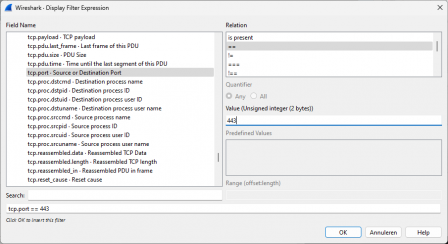 Wireshark · Display Filter Expression
Field Name
tcp.payload · TCP payload
tcp.pdu.last_frame · Last frame of this PDU
tcp.pdu.size · PDU Size
tcp.pdu.time · Time until the last segment of this PDU
tcp.port · Source or Destination Port
tcp.proc.dstcmd · Destination process name
tcp.proc.dstpid · Destination process ID
tcp.proc.dstuid · Destination process user ID
tcp.proc.dstuname · Destination process user name
tcp.proc.srccmd · Source process name
tcp.proc.srcpid · Source process ID
tcp.proc.srcuid · Source process user ID
tcp.proc.srcuname · Source process user name
tcp.reassembled.data · Reassembled TCP Data
tcp.reassembled.length · Reassembled TCP length
tcp.reassembled_in · Reassembled PDU in frame
tcp.reset_cause · Reset cause
Relation
is present
==
!=
===
!==
Quantifier
Any
All
Value (Unsigned integer (2 bytes))
443
Predefined Values
Range (offset:length)
Search:
tcp.port == 443
Click OK to insert this filter
OK
Annuleren
Help